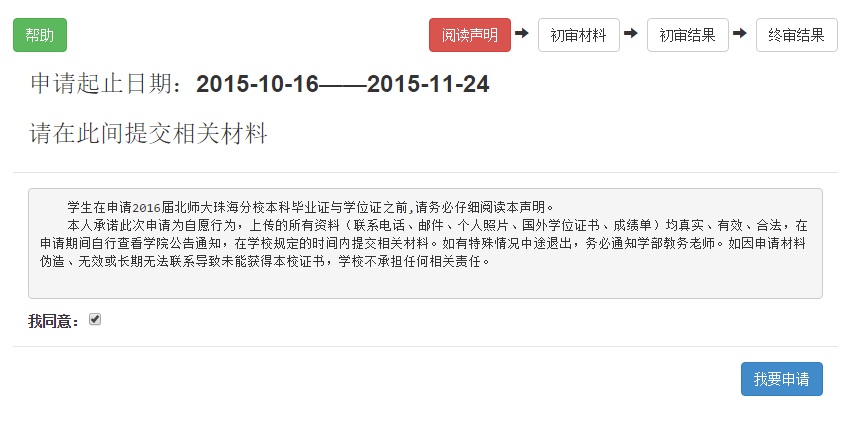 帮助
阅读声明 ➡ 初审材料 ➡ 初审结果 ➡ 终审结果
申请起止日期：2015-10-16——2015-11-24
请在此间提交相关材料
学生在申请2016届北师大珠海分校本科毕业证与学位证之前,请务必仔细阅读本声明。
本人承诺此次申请为自愿行为，上传的所有资料（联系电话、邮件、个人照片、国外学位证书、成绩单）均真实、有效、合法，在
申请期间自行查看学院公告通知，在学校规定的时间内提交相关材料。如有特殊情况中途退出，务必通知学部教务老师。如因申请材料
伪造、无效或长期无法联系导致未能获得本校证书，学校不承担任何相关责任。
我同意：
我要申请